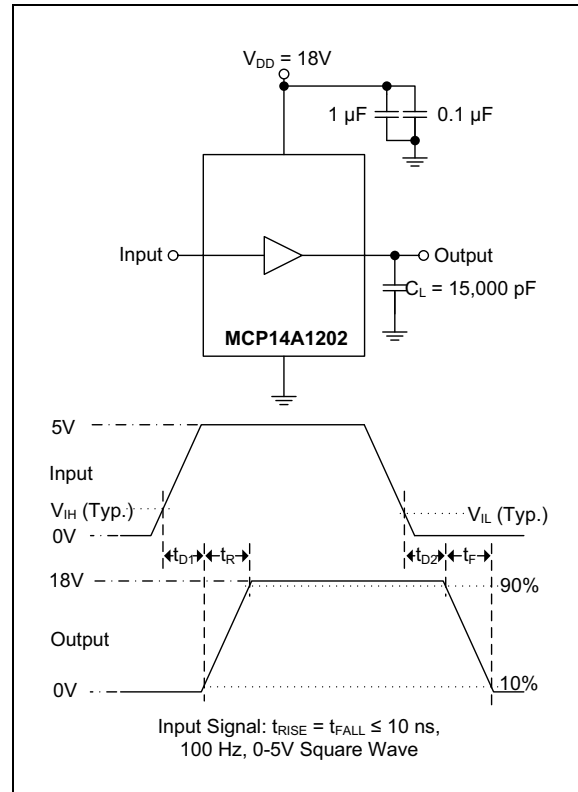 V_DD = 18V
1 µF 0.1 µF
Input Output
C_L = 15,000 pF
MCP14A1202
5V
Input
V_IH (Typ.) V_IL (Typ.)
0V
t_D1 t_R t_D2 t_F
18V 90%
Output
0V 10%
Input Signal: t_RISE = t_FALL ≤ 10 ns,
100 Hz, 0-5V Square Wave